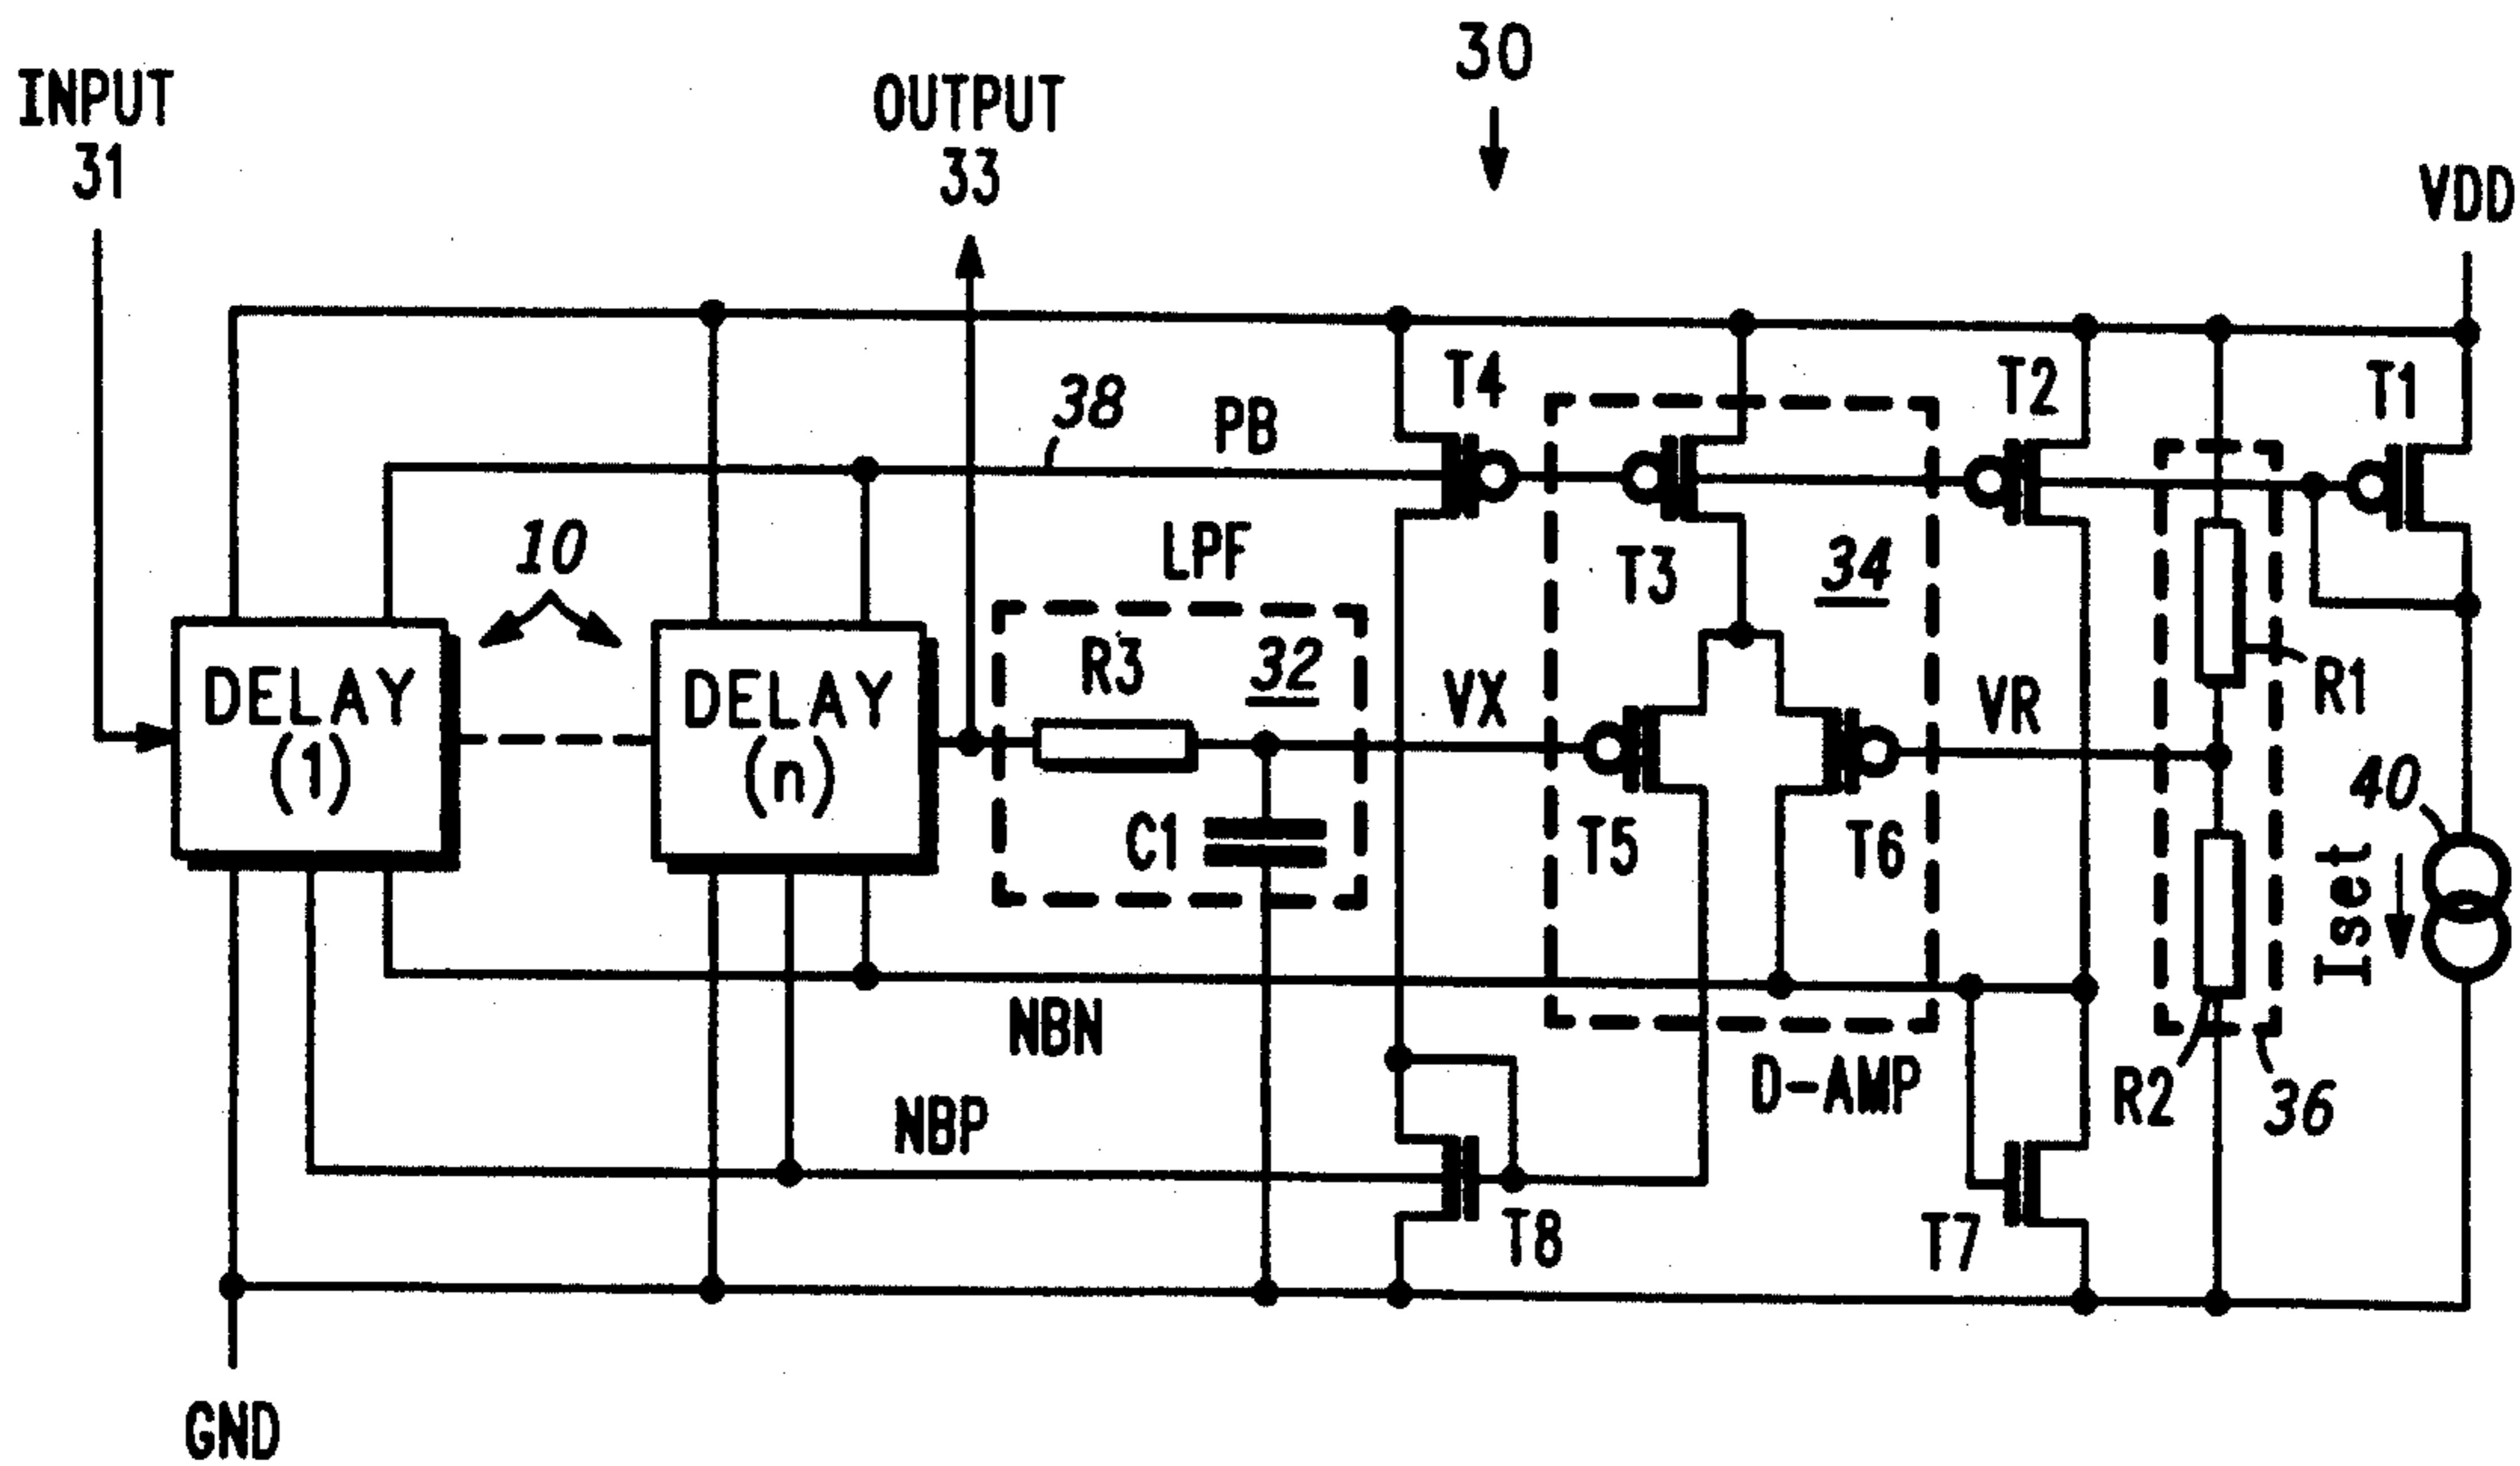 30
INPUT
31
OUTPUT
33
VDD
T4
T2
T1
38
PB
10
LPF
T3
34
DELAY
(1)
DELAY
(n)
R3
32
VX
VR
R1
C1
T5
T6
40
Iset
NBN
D-AMP
R2
36
NBP
T8
T7
GND